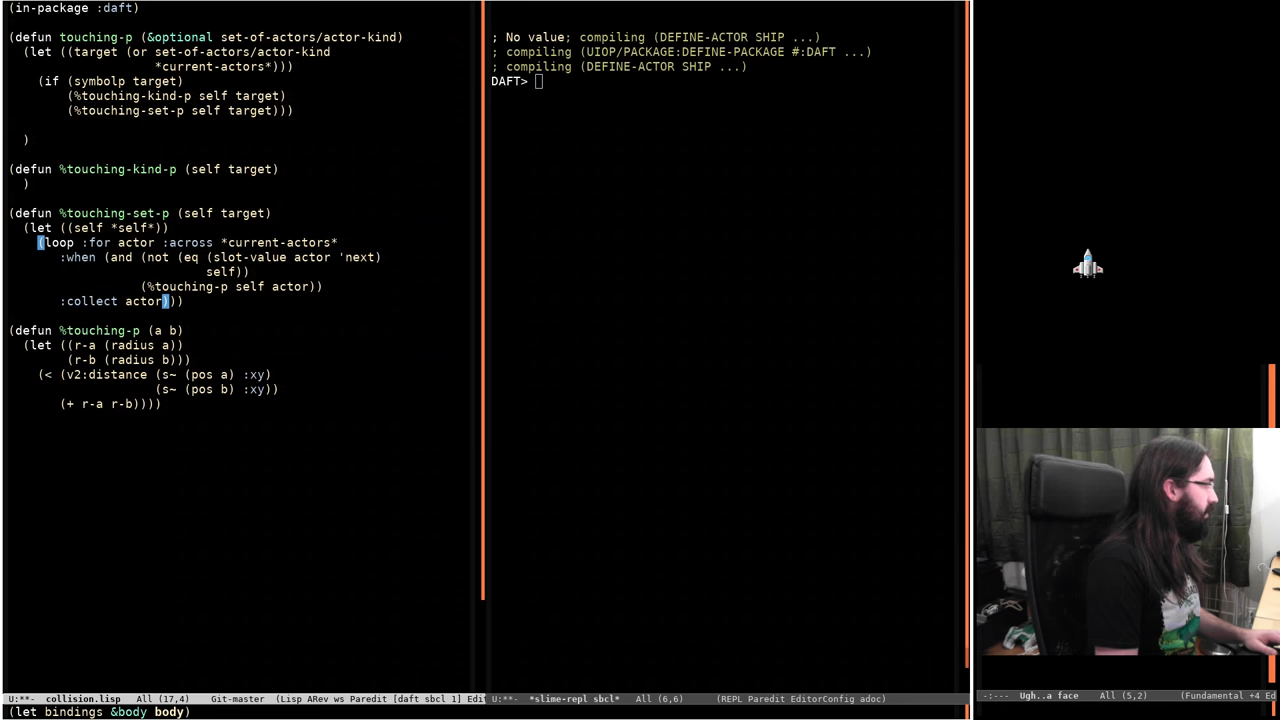 (in-package :daft)
(defun touching-p (&optional set-of-actors/actor-kind)
  (let ((target (or set-of-actors/actor-kind
                    *current-actors*)))
    (if (symbolp target)
        (%touching-kind-p self target)
        (%touching-set-p self target)))
  )
(defun %touching-kind-p (self target)
  )
(defun %touching-set-p (self target)
  (let ((self *self*))
    (loop :for actor :across *current-actors*
       :when (and (not (eq (slot-value actor 'next)
                           self))
                  (%touching-p self actor))
       :collect actor)))
(defun %touching-p (a b)
  (let ((r-a (radius a))
        (r-b (radius b)))
    (< (v2:distance (s~ (pos a) :xy)
                    (s~ (pos b) :xy))
       (+ r-a r-b))))
U:**-  collision.lisp   All (17,4)    Git-master   (Lisp ARev ws Paredit [daft sbcl 1] Edit
(let bindings &body body)
; No value; compiling (DEFINE-ACTOR SHIP ...)
; compiling (UIOP/PACKAGE:DEFINE-PACKAGE #:DAFT ...)
; compiling (DEFINE-ACTOR SHIP ...)
DAFT>
U:**-  *slime-repl sbcl*   All (6,6)     (REPL Paredit EditorConfig adoc)
-:---  Ugh..a face   All (5,2)     (Fundamental +4 Ed